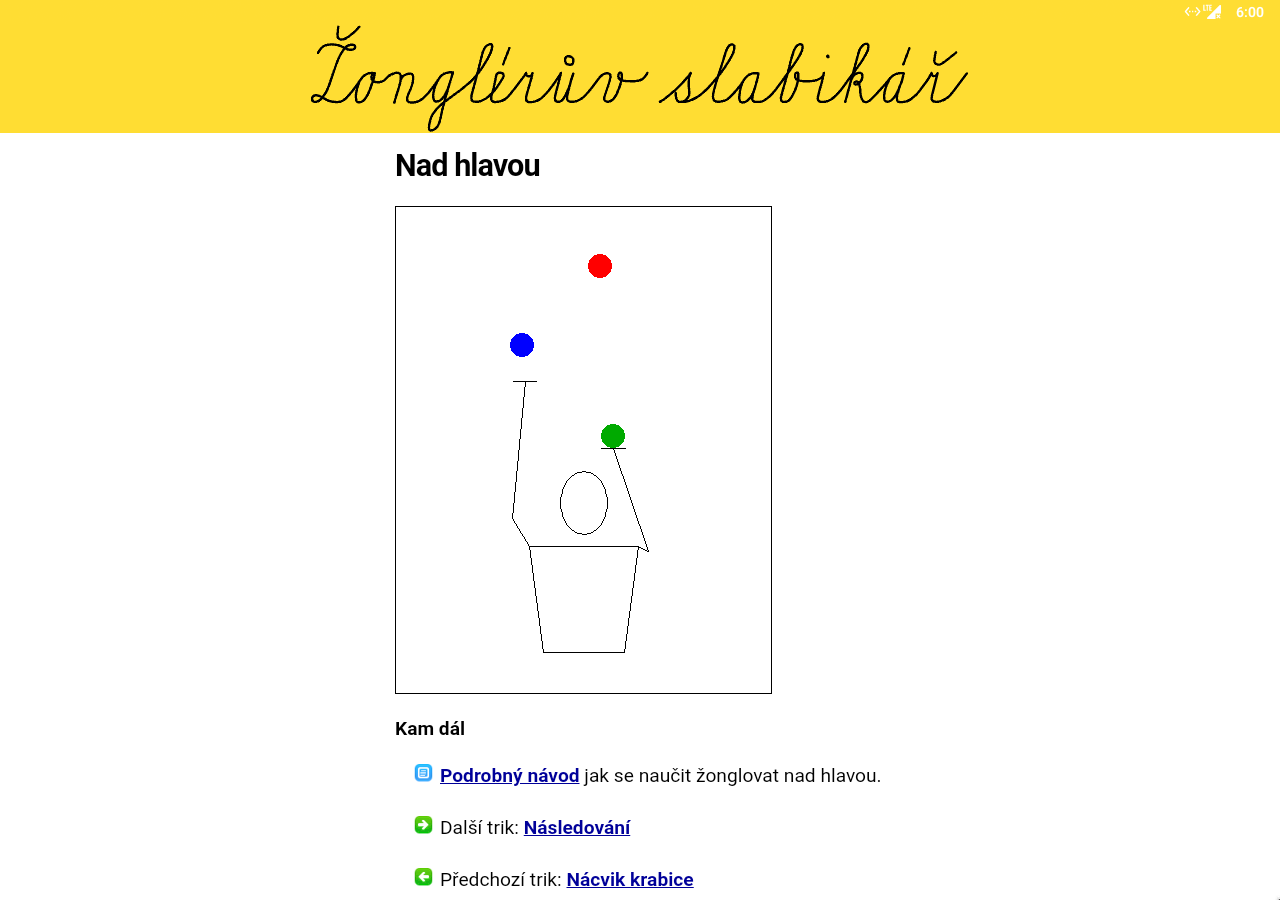 6:00
Žonglérův slabikář
Nad hlavou
Kam dál
Podrobný návod jak se naučit žonglovat nad hlavou.
Další trik: Následování
Předchozí trik: Nácvik krabice